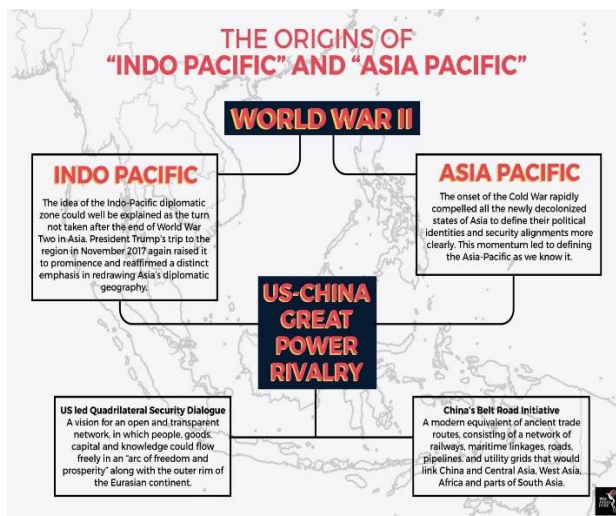 THE ORIGINS OF
“INDO PACIFIC” AND “ASIA PACIFIC”
WORLD WAR II
INDO PACIFIC
The idea of the Indo-Pacific diplomatic
zone could well be explained as the turn
not taken after the end of World War
Two in Asia. President Trump's trip to the
region in November 2017 again raised it
to prominence and reaffirmed a distinct
emphasis in redrawing Asia's diplomatic
geography.
ASIA PACIFIC
The onset of the Cold War rapidly
compelled all the newly decolonized
states of Asia to define their political
identities and security alignments more
clearly. This momentum led to defining
the Asia-Pacific as we know it.
US-CHINA
GREAT
POWER
RIVALRY
US led Quadrilateral Security Dialogue
A vision for an open and transparent
network, in which people, goods,
capital and knowledge could flow
freely in an “arc of freedom and
prosperity” along with the outer rim of
the Eurasian continent.
China's Belt Road Initiative
A modern equivalent of ancient trade
routes, consisting of a network of
railways, maritime linkages, roads,
pipelines, and utility grids that would
link China and Central Asia, West Asia,
Africa and parts of South Asia.